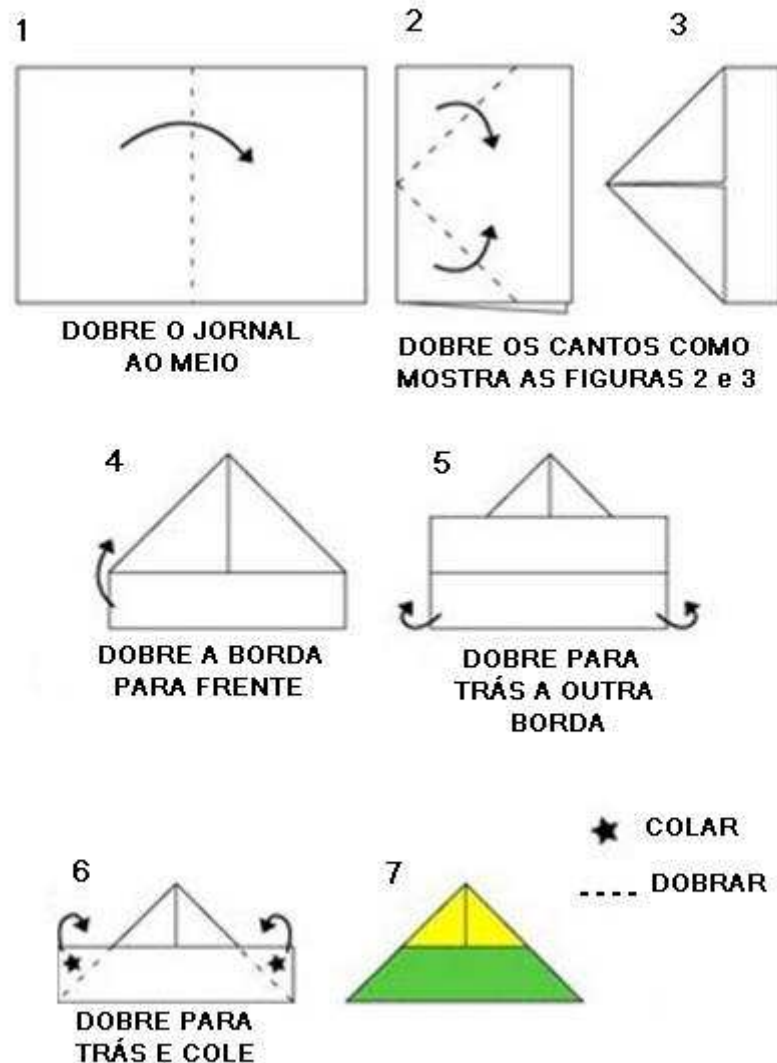 1
2
3
DOBRE O JORNAL
AO MEIO
DOBRE OS CANTOS COMO
MOSTRA AS FIGURAS 2 e 3
4
5
DOBRE A BORDA
PARA FRENTE
DOBRE PARA
TRÁS A OUTRA
BORDA
COLAR
DOBRAR
6
7
DOBRE PARA
TRÁS E COLE